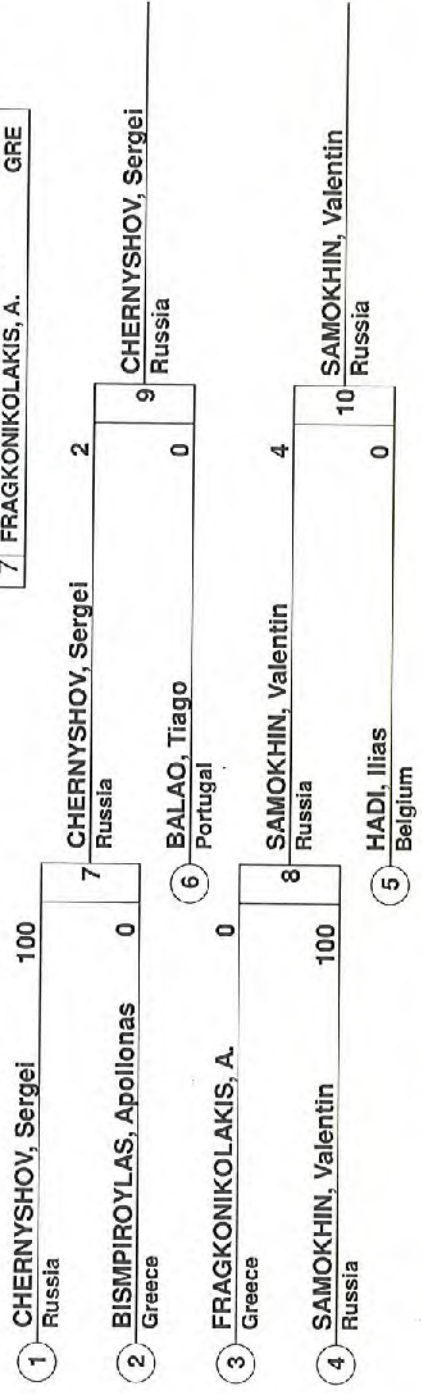 7 FRAGKONIKOLAKIS, A. GRE
1 CHERNYSHOV, Sergei 100
Russia
7
2 BISMPIROYLAS, Apollonas 0
Greece
CHERNYSHOV, Sergei 2
Russia
9
6 BALAO, Tiago 0
Portugal
CHERNYSHOV, Sergei
Russia
3 FRAGKONIKOLAKIS, A. 0
Greece
8
4 SAMOKHIN, Valentin 100
Russia
SAMOKHIN, Valentin 4
Russia
10
5 HADI, Ilias 0
Belgium
SAMOKHIN, Valentin
Russia